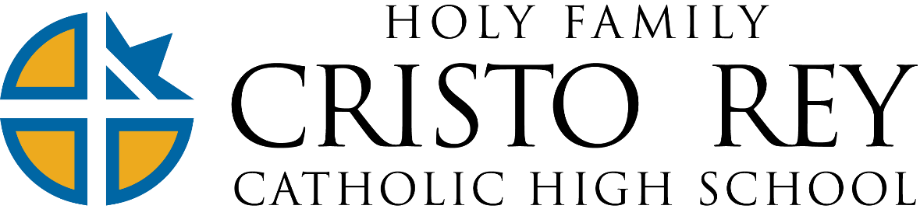 HOLY FAMILY
CRISTO REY
CATHOLIC HIGH SCHOOL